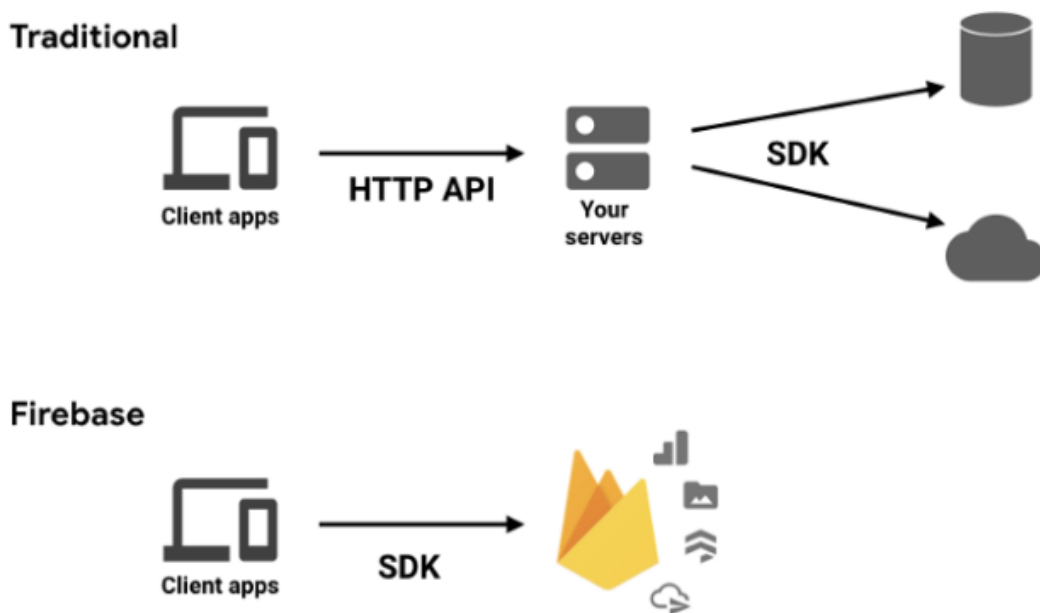 Traditional
Client apps
HTTP API
Your
servers
SDK
Firebase
Client apps
SDK